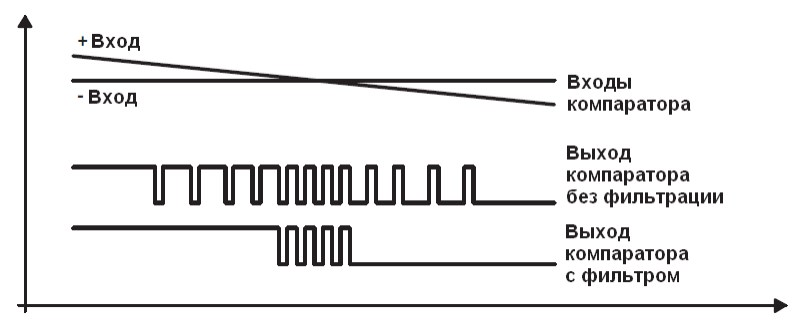 + Вход
- Вход
Входы
компаратора
Выход
компаратора
без фильтрации
Выход
компаратора
с фильтром